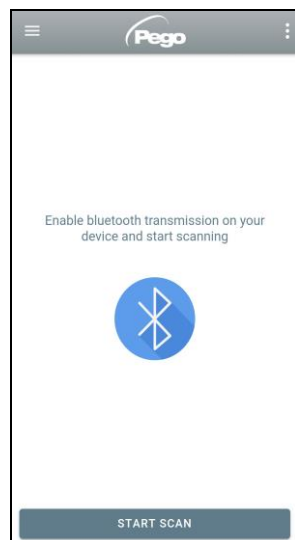 Pego
Enable bluetooth transmission on your
device and start scanning
START SCAN